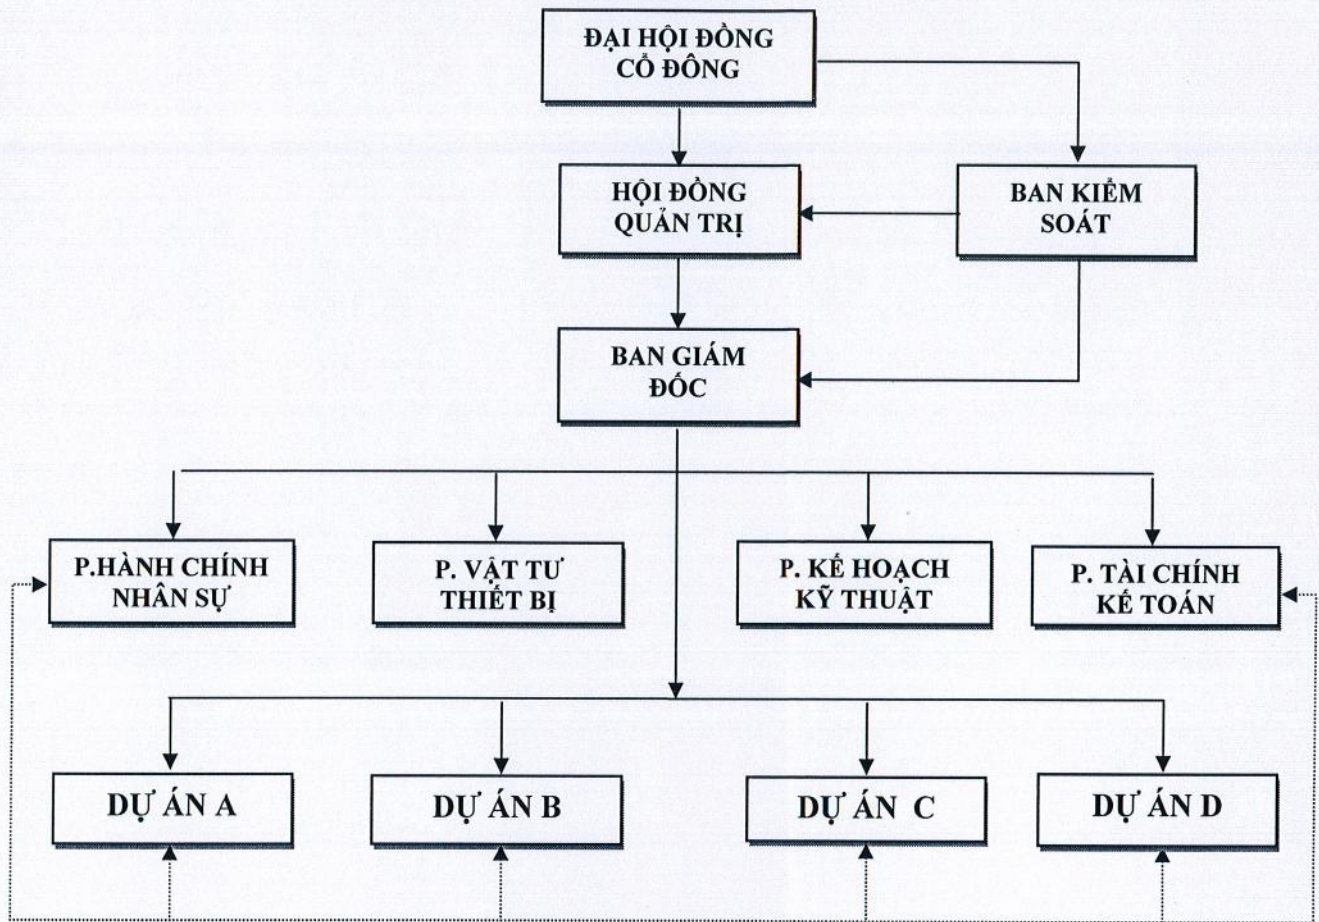 ĐẠI HỘI ĐỒNG
CỔ ĐÔNG
HỘI ĐỒNG
QUẢN TRỊ
BAN KIỂM
SOÁT
BAN GIÁM
ĐỐC
P.HÀNH CHÍNH
NHÂN SỰ
P. VẬT TƯ
THIẾT BỊ
P. KẾ HOẠCH
KỸ THUẬT
P. TÀI CHÍNH
KẾ TOÁN
DỰ ÁN A
DỰ ÁN B
DỰ ÁN C
DỰ ÁN D